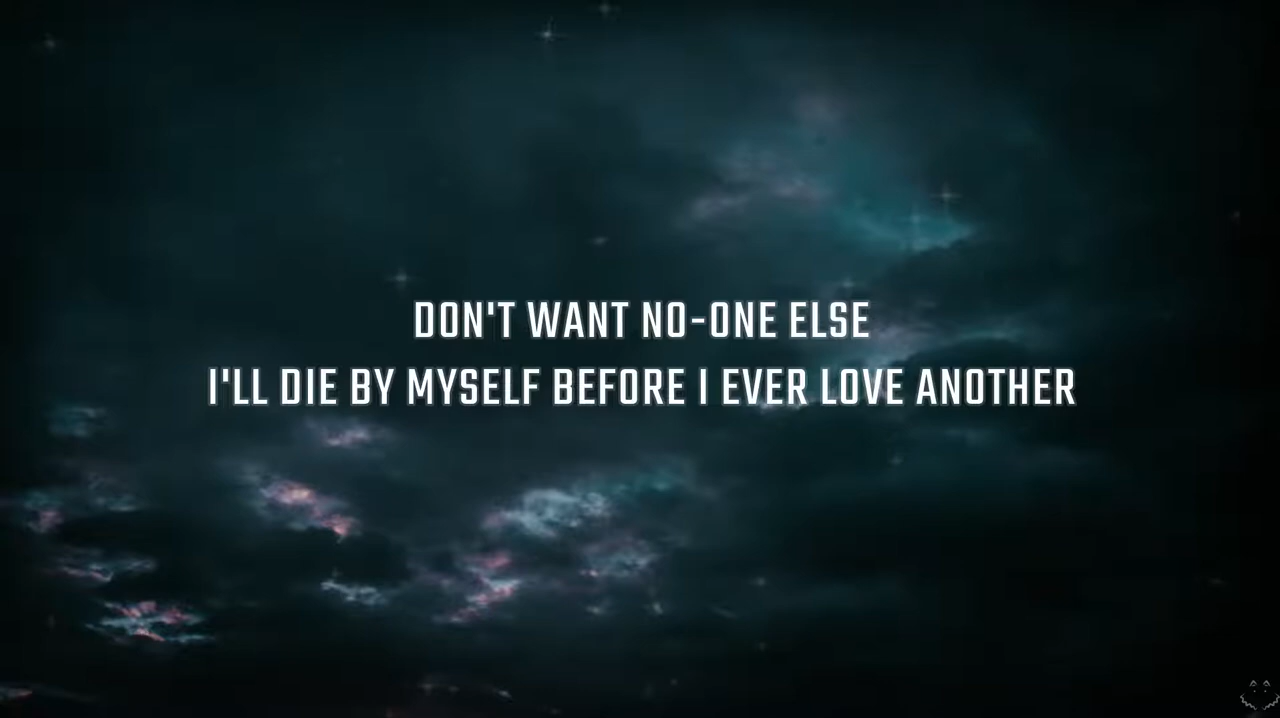 DON'T WANT NO-ONE ELSE
I'LL DIE BY MYSELF BEFORE I EVER LOVE ANOTHER